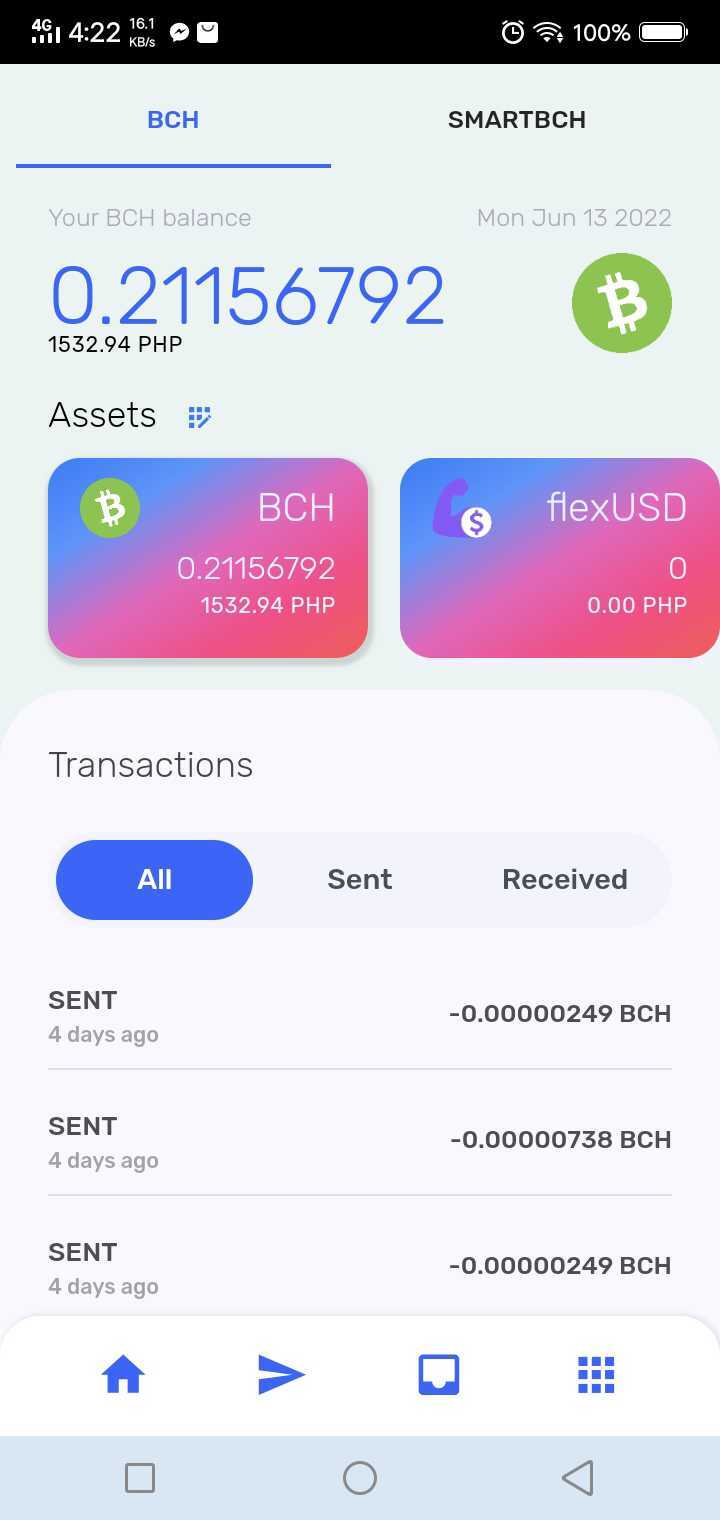 4G 4:22 16.1 KB/s 100%
BCH SMARTBCH
Your BCH balance Mon Jun 13 2022
0.21156792
1532.94 PHP
Assets
BCH flexUSD
0.21156792 0
1532.94 PHP 0.00 PHP
Transactions
All Sent Received
SENT
-0.00000249 BCH
4 days ago
SENT
-0.00000738 BCH
4 days ago
SENT
-0.00000249 BCH
4 days ago